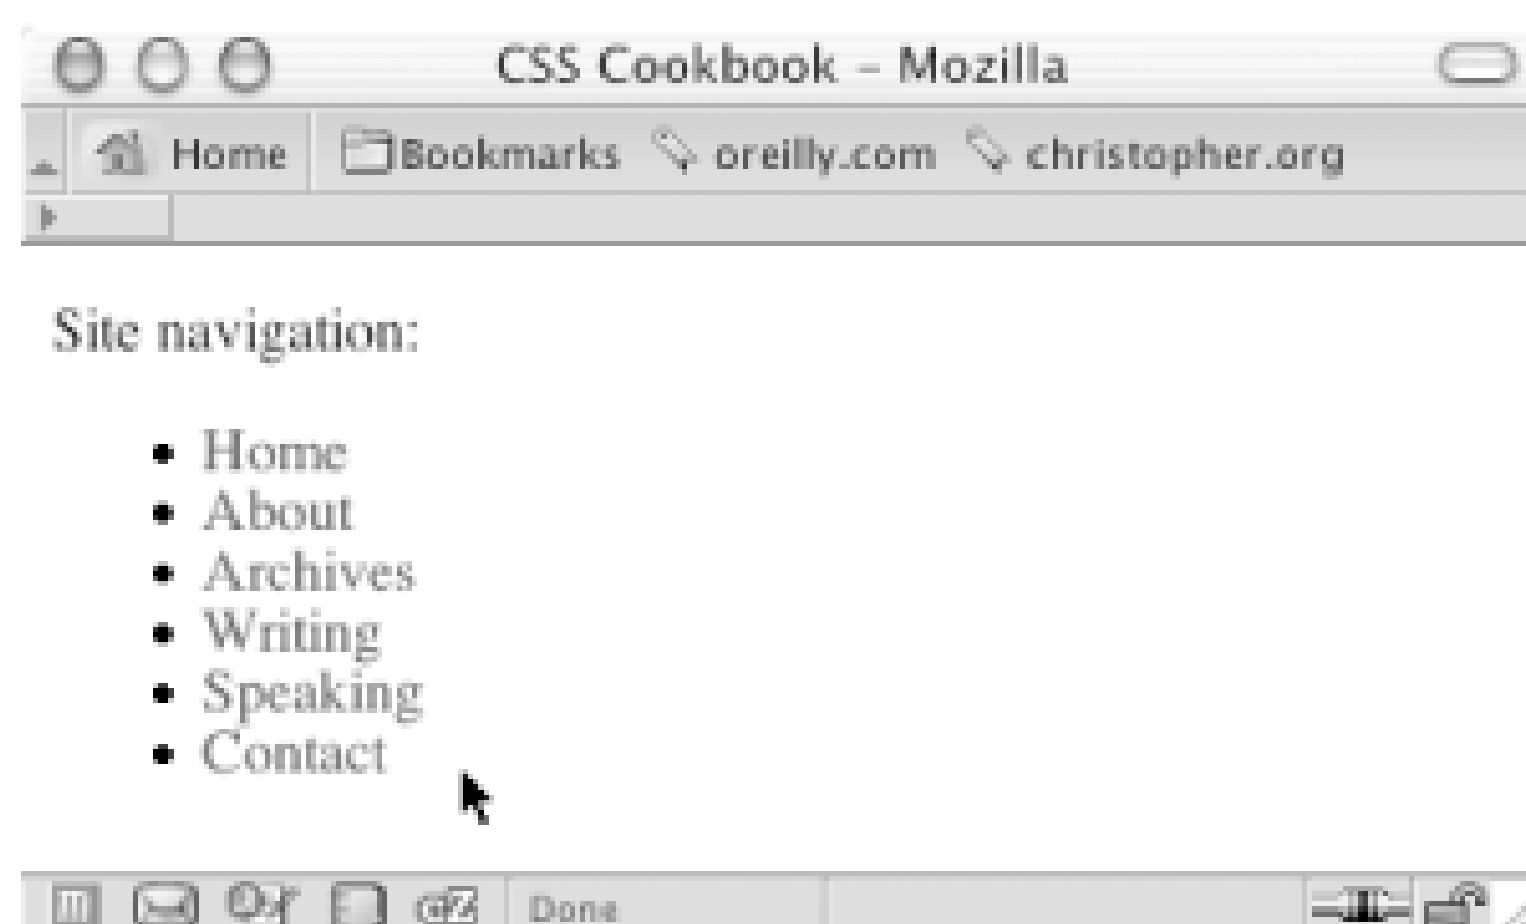 CSS Cookbook – Mozilla
Home Bookmarks oreilly.com christopher.org
Site navigation:
• Home
• About
• Archives
• Writing
• Speaking
• Contact
Done